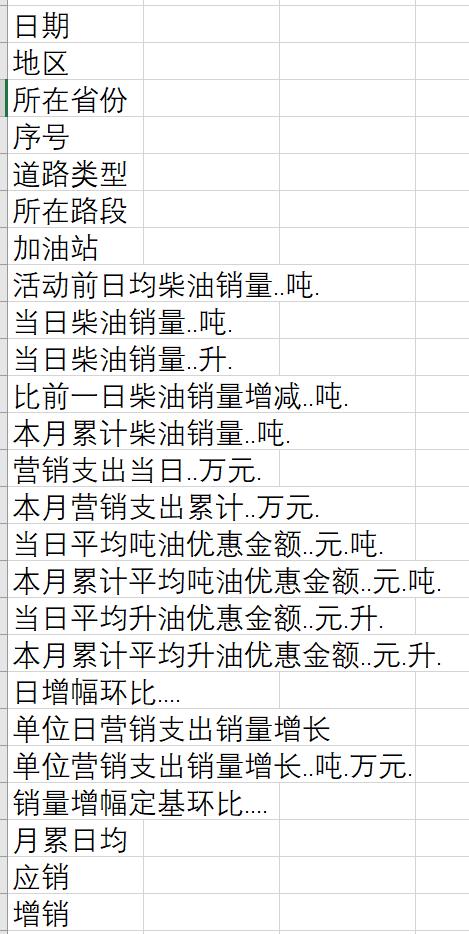 日期
地区
所在省份
序号
道路类型
所在路段
加油站
活动前日均柴油销量..吨.
当日柴油销量..吨.
当日柴油销量..升.
比前一日柴油销量增减..吨.
本月累计柴油销量..吨.
营销支出当日..万元.
本月营销支出累计..万元.
当日平均吨油优惠金额..元.吨.
本月累计平均吨油优惠金额..元.吨.
当日平均升油优惠金额..元.升.
本月累计平均升油优惠金额..元.升.
日增幅环比....
单位日营销支出销量增长
单位营销支出销量增长..吨.万元.
销量增幅定基环比....
月累日均
应销
增销